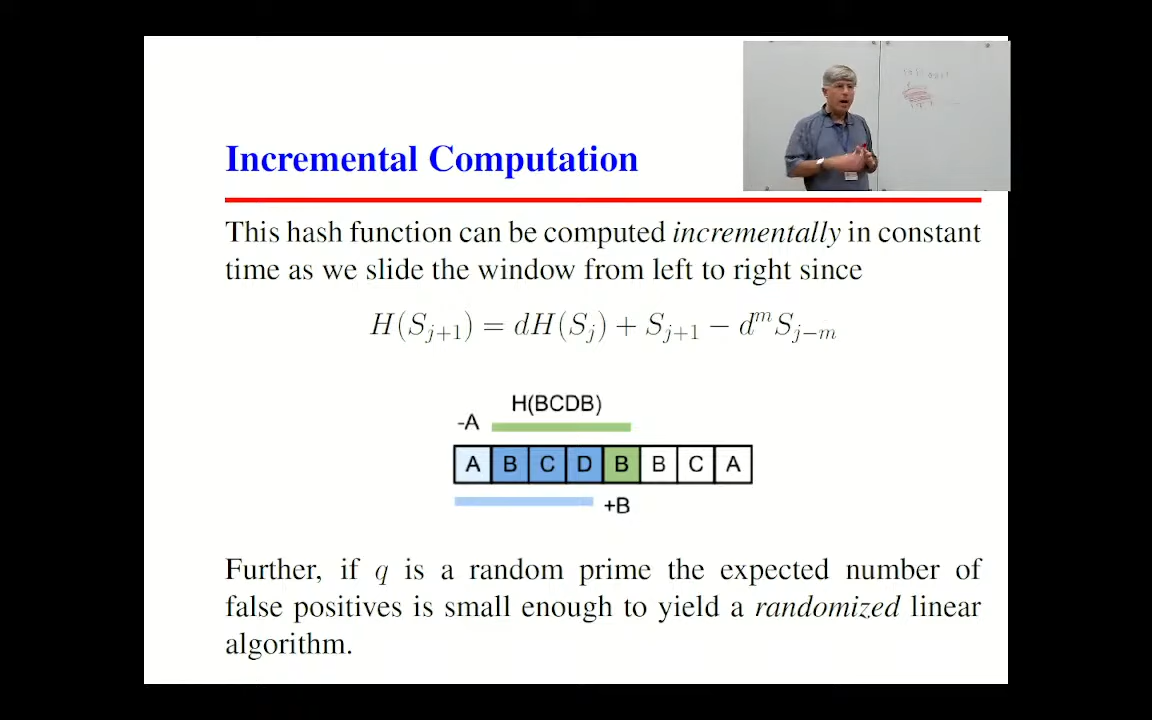 Incremental Computation
This hash function can be computed incrementally in constant
time as we slide the window from left to right since
H(S_{j+1}) = dH(S_j) + S_{j+1} − d^m S_{j−m}
H(BCDB)
-A
A B C D B B C A
+B
Further, if q is a random prime the expected number of
false positives is small enough to yield a randomized linear
algorithm.